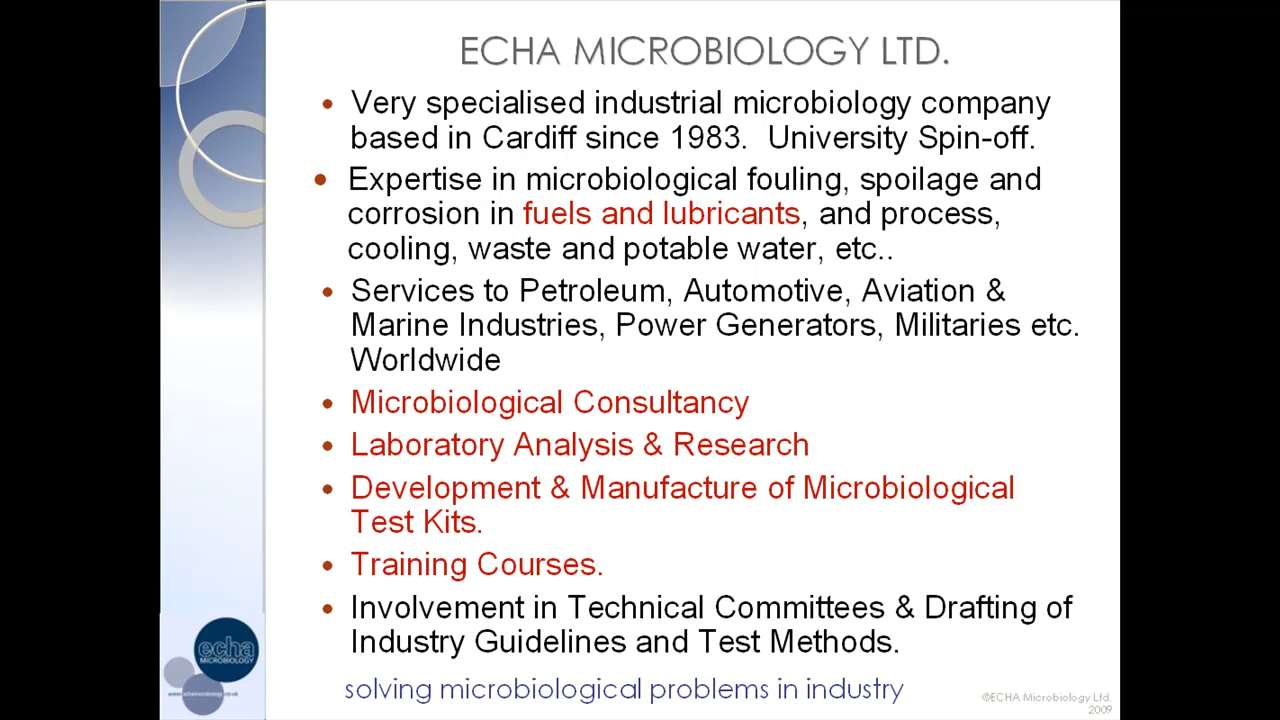 ECHA MICROBIOLOGY LTD.
• Very specialised industrial microbiology company
based in Cardiff since 1983.  University Spin-off.
• Expertise in microbiological fouling, spoilage and
corrosion in fuels and lubricants, and process,
cooling, waste and potable water, etc..
• Services to Petroleum, Automotive, Aviation &
Marine Industries, Power Generators, Militaries etc.
Worldwide
• Microbiological Consultancy
• Laboratory Analysis & Research
• Development & Manufacture of Microbiological
Test Kits.
• Training Courses.
• Involvement in Technical Committees & Drafting of
Industry Guidelines and Test Methods.
echa
MICROBIOLOGY
www.echamicrobiology.co.uk
solving microbiological problems in industry
©ECHA Microbiology Ltd.
2009